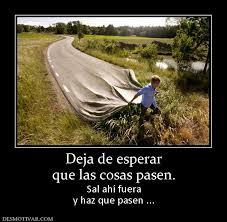 Deja de esperar
que las cosas pasen.
Sal ahí fuera
y haz que pasen ...
DESMOTIVAR.COM